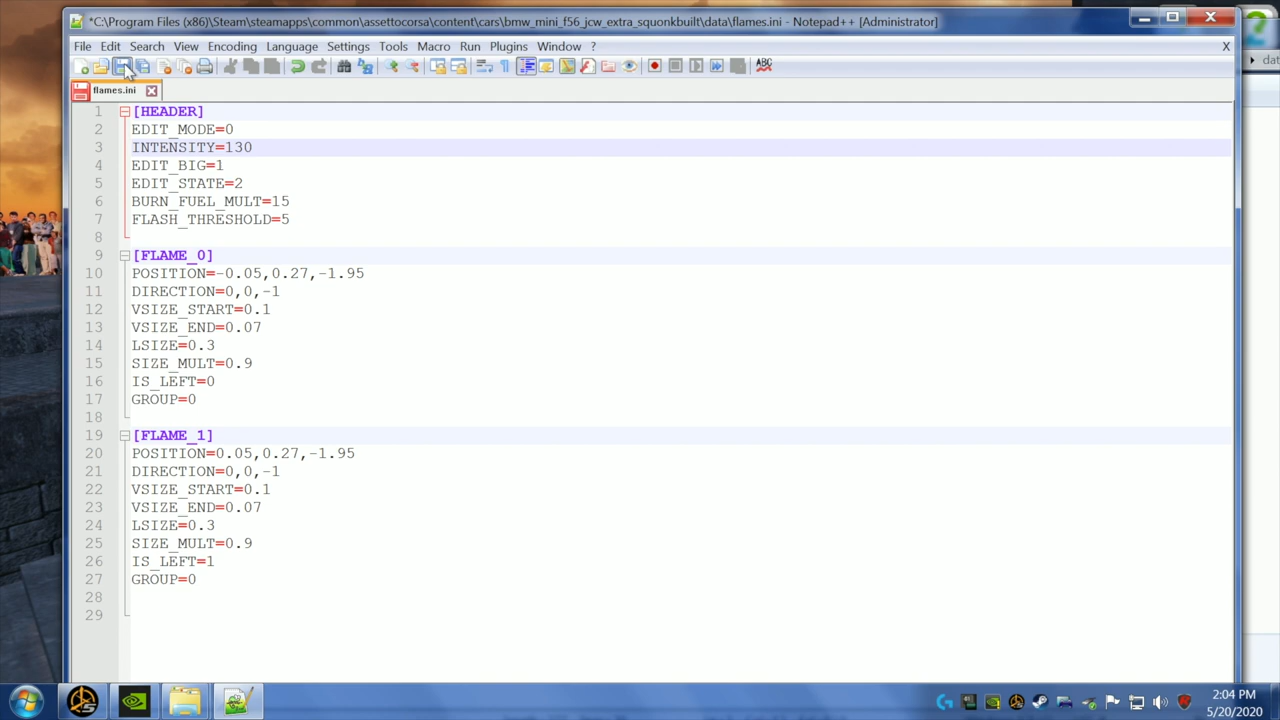 *C:\Program Files (x86)\Steam\steamapps\common\assettocorsa\content\cars\bmw_mini_f56_jcw_extra_squonkbuilt\data\flames.ini - Notepad++ [Administrator]
File Edit Search View Encoding Language Settings Tools Macro Run Plugins Window ? X
ABC
dat
flames.ini
1 [HEADER]
2 EDIT_MODE=0
3 INTENSITY=130
4 EDIT_BIG=1
5 EDIT_STATE=2
6 BURN_FUEL_MULT=15
7 FLASH_THRESHOLD=5
8
9 [FLAME_0]
10 POSITION=-0.05,0.27,-1.95
11 DIRECTION=0,0,-1
12 VSIZE_START=0.1
13 VSIZE_END=0.07
14 LSIZE=0.3
15 SIZE_MULT=0.9
16 IS_LEFT=0
17 GROUP=0
18
19 [FLAME_1]
20 POSITION=0.05,0.27,-1.95
21 DIRECTION=0,0,-1
22 VSIZE_START=0.1
23 VSIZE_END=0.07
24 LSIZE=0.3
25 SIZE_MULT=0.9
26 IS_LEFT=1
27 GROUP=0
28
29
2:04 PM
5/20/2020